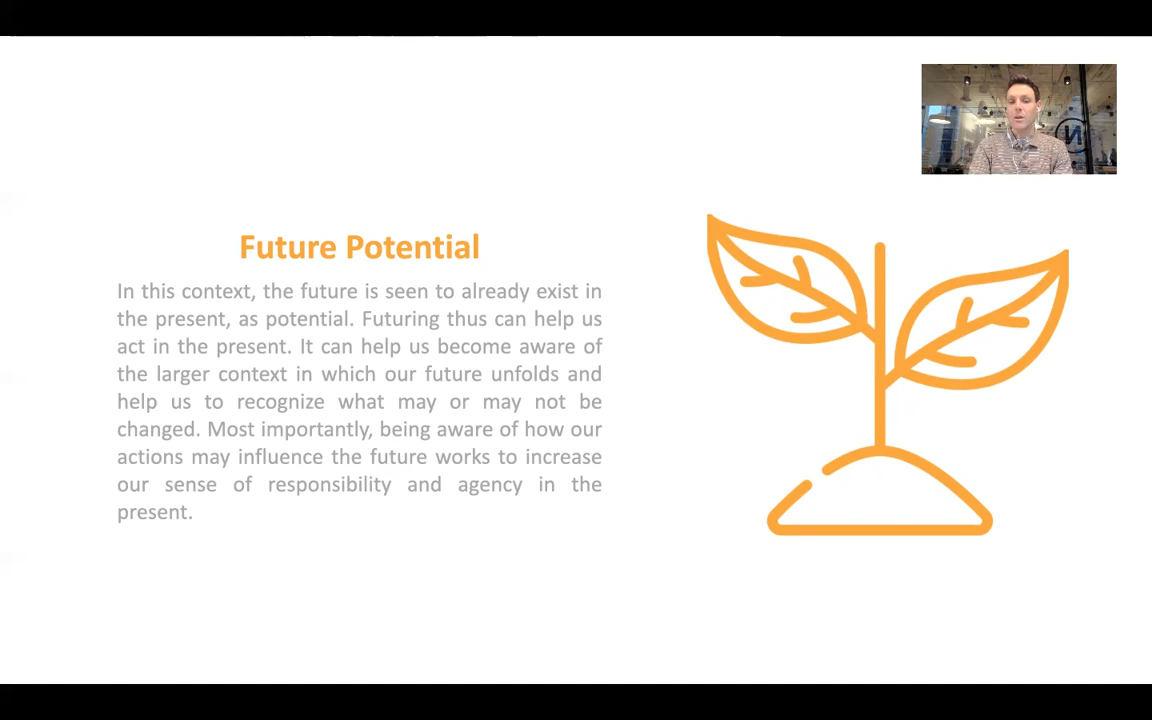 Future Potential
In this context, the future is seen to already exist in
the present, as potential. Futuring thus can help us
act in the present. It can help us become aware of
the larger context in which our future unfolds and
help us to recognize what may or may not be
changed. Most importantly, being aware of how our
actions may influence the future works to increase
our sense of responsibility and agency in the
present.
N